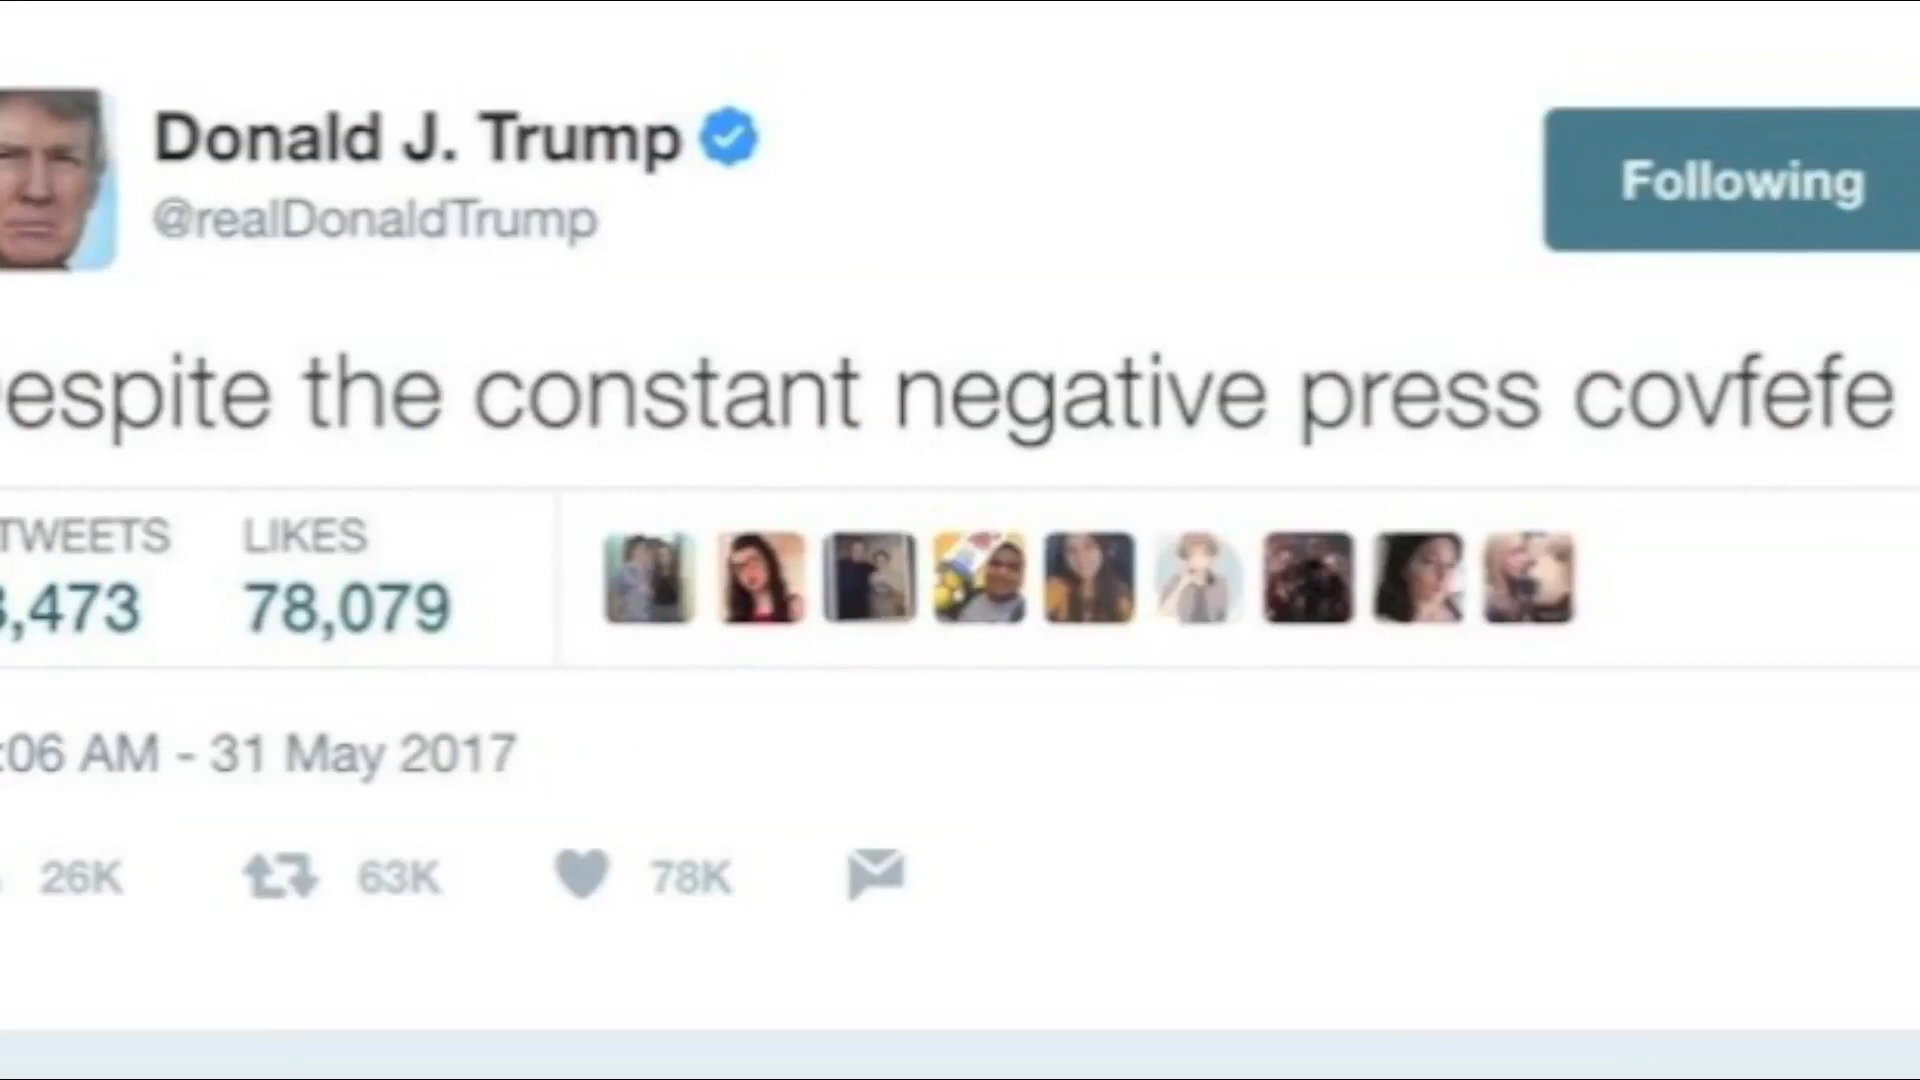 Donald J. Trump
@realDonaldTrump
Following
espite the constant negative press covfefe
TWEETS LIKES
,473 78,079
:06 AM - 31 May 2017
26K 63K 78K